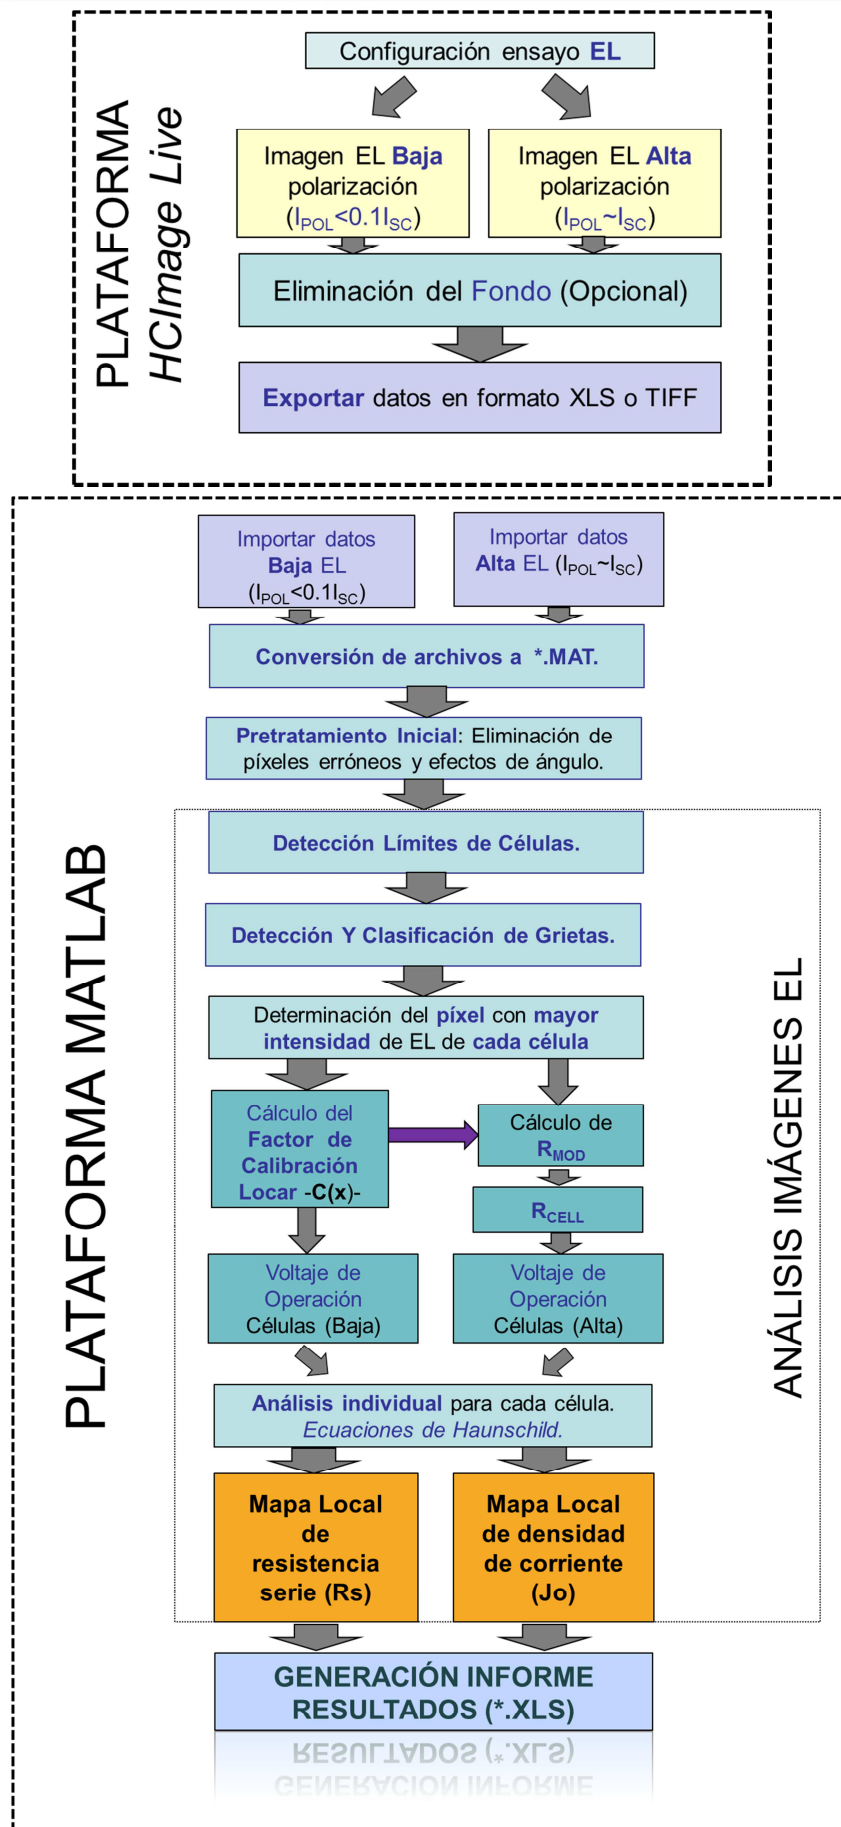 PLATAFORMA
HCImage Live
Configuración ensayo EL
Imagen EL Baja
polarización
(IPOL<0.1ISC)
Imagen EL Alta
polarización
(IPOL~ISC)
Eliminación del Fondo (Opcional)
Exportar datos en formato XLS o TIFF
PLATAFORMA MATLAB
Importar datos
Baja EL
(IPOL<0.1ISC)
Importar datos
Alta EL (IPOL~ISC)
Conversión de archivos a *.MAT.
Pretratamiento Inicial: Eliminación de
píxeles erróneos y efectos de ángulo.
ANÁLISIS IMÁGENES EL
Detección Límites de Células.
Detección Y Clasificación de Grietas.
Determinación del píxel con mayor
intensidad de EL de cada célula
Cálculo del
Factor de
Calibración
Locar -C(x)-
Cálculo de
RMOD
RCELL
Voltaje de
Operación
Células (Baja)
Voltaje de
Operación
Células (Alta)
Análisis individual para cada célula.
Ecuaciones de Haunschild.
Mapa Local
de
resistencia
serie (Rs)
Mapa Local
de densidad
de corriente
(Jo)
GENERACIÓN INFORME
RESULTADOS (*.XLS)